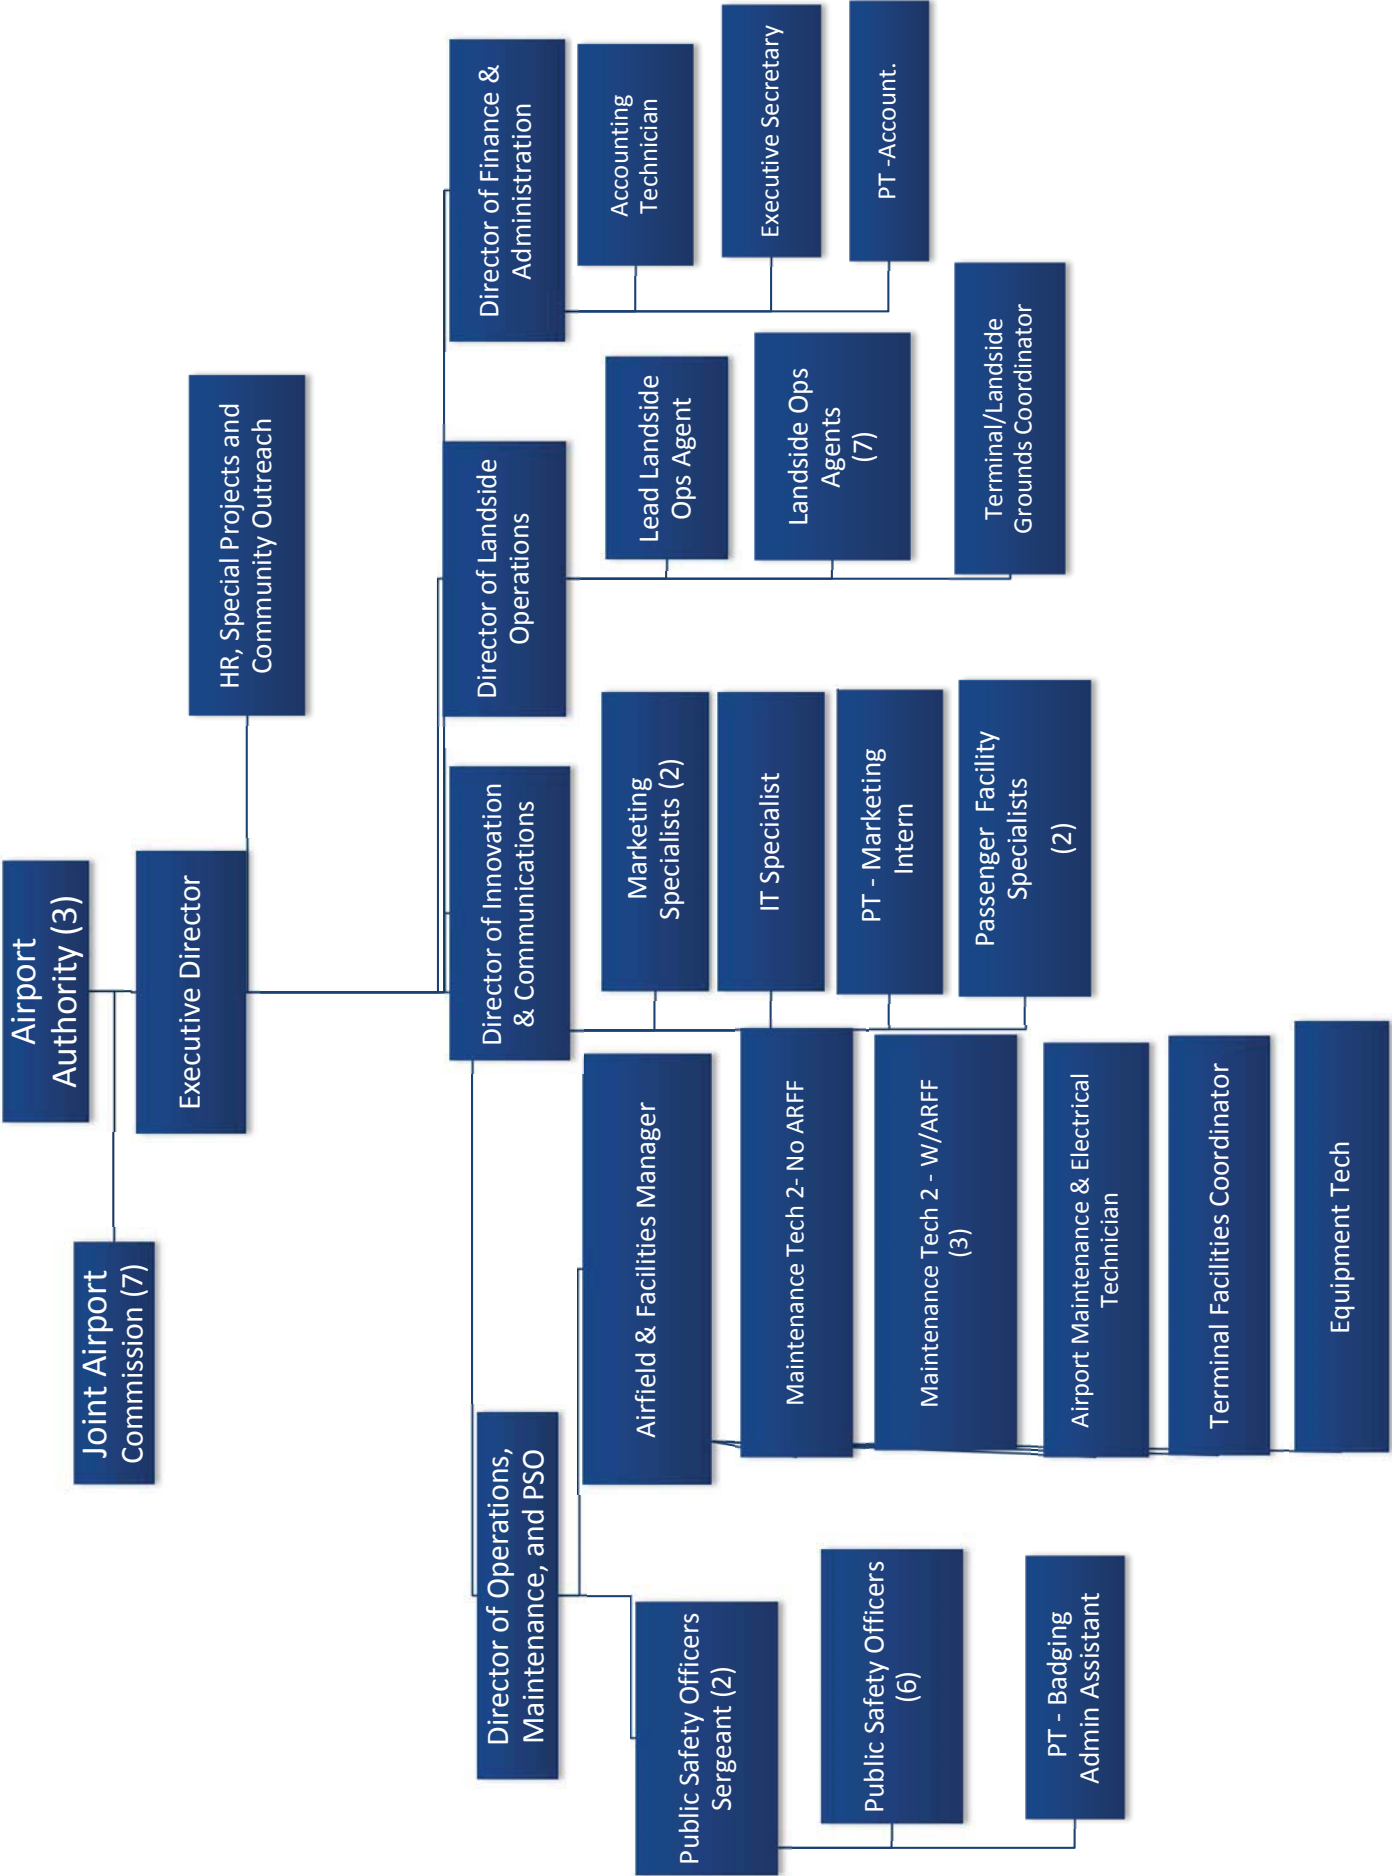 Airport
Authority (3)
Joint Airport
Commission (7)
Executive Director
HR, Special Projects and
Community Outreach
Director of Operations,
Maintenance, and PSO
Public Safety Officers
Sergeant (2)
Public Safety Officers
(6)
PT - Badging
Admin Assistant
Airfield & Facilities Manager
Maintenance Tech 2- No ARFF
Maintenance Tech 2 - W/ARFF
(3)
Airport Maintenance & Electrical
Technician
Terminal Facilities Coordinator
Equipment Tech
Director of Innovation
& Communications
Marketing
Specialists (2)
IT Specialist
PT - Marketing
Intern
Passenger Facility
Specialists
(2)
Director of Landside
Operations
Lead Landside
Ops Agent
Landside Ops
Agents
(7)
Terminal/Landside
Grounds Coordinator
Director of Finance &
Administration
Accounting
Technician
Executive Secretary
PT -Account.